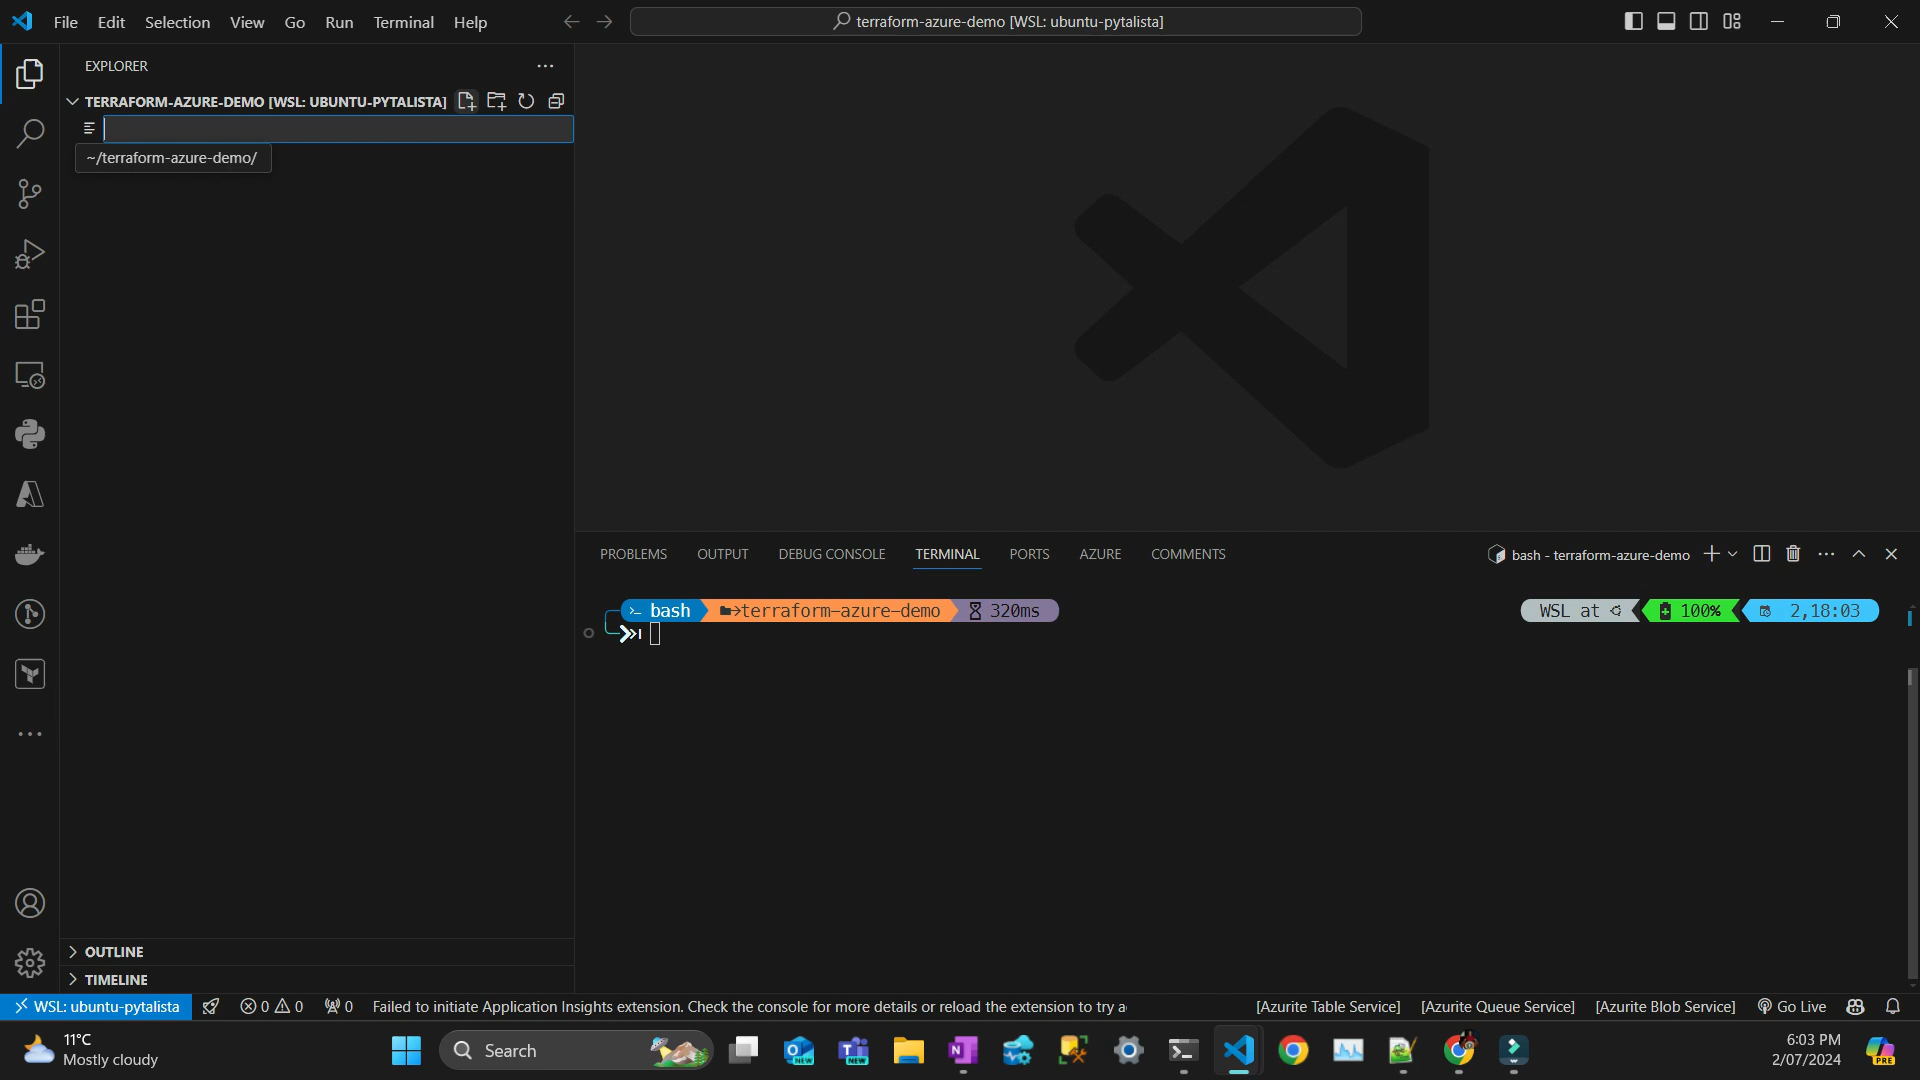 File Edit Selection View Go Run Terminal Help
terraform-azure-demo [WSL: ubuntu-pytalista]
EXPLORER
TERRAFORM-AZURE-DEMO [WSL: UBUNTU-PYTALISTA]
~/terraform-azure-demo/
PROBLEMS OUTPUT DEBUG CONSOLE TERMINAL PORTS AZURE COMMENTS
bash - terraform-azure-demo
bash terraform-azure-demo 320ms
WSL at 100% 2,18:03
OUTLINE
TIMELINE
WSL: ubuntu-pytalista 0 0 0 Failed to initiate Application Insights extension. Check the console for more details or reload the extension to try a
[Azurite Table Service] [Azurite Queue Service] [Azurite Blob Service] Go Live
11°C
Mostly cloudy
Search
NEW
NEW
6:03 PM
2/07/2024
PRE